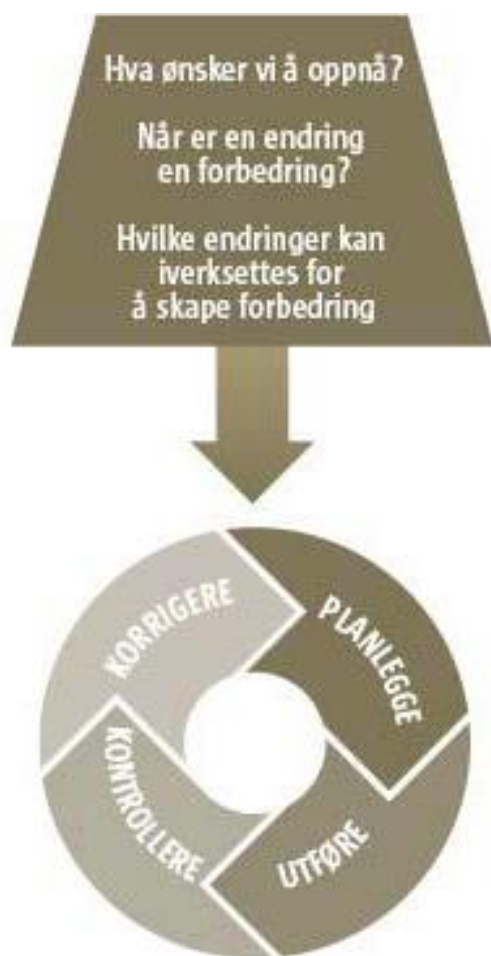 Hva ønsker vi å oppnå?
Når er en endring
en forbedring?
Hvilke endringer kan
iverksettes for
å skape forbedring
PLANLEGGE
UTFØRE
KONTROLLERE
KORRIGERE